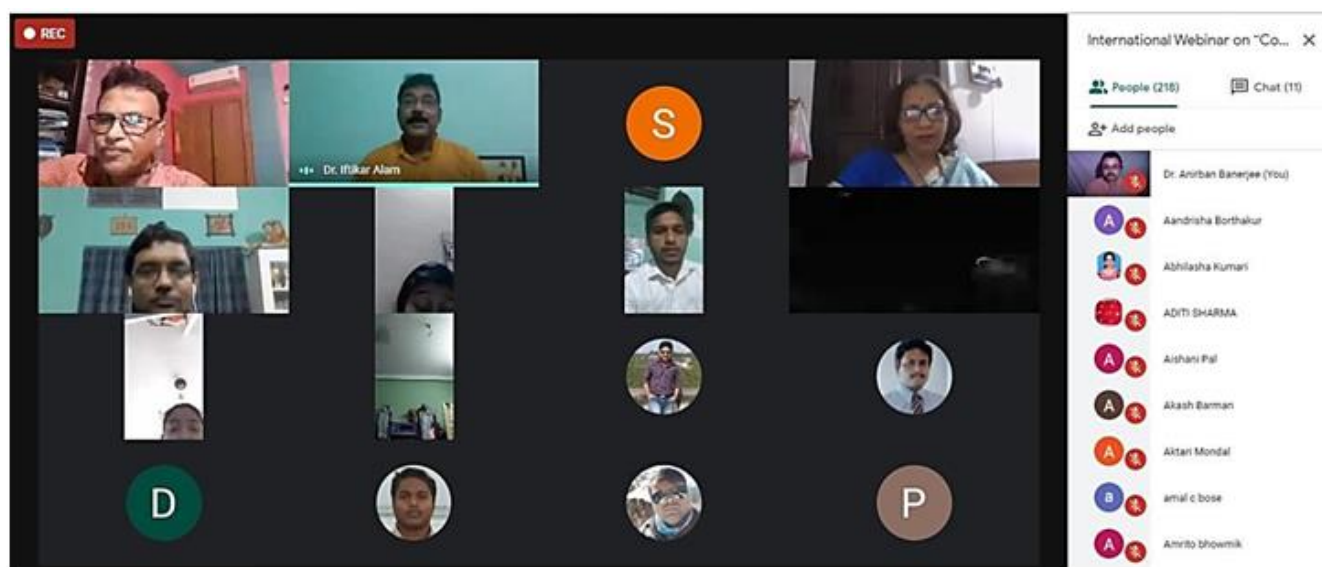 REC
International Webinar on "Co...
People (218)
Chat (11)
Add people
Dr. Iftikar Alam
S
D
P
Dr. Anirban Banerjee (You)
A
Aandrisha Borthakur
Abhilasha Kumari
ADITI SHARMA
A
Aishani Pal
A
Akash Barman
A
Aktari Mondal
a
amal c bose
A
Amrito bhowmik